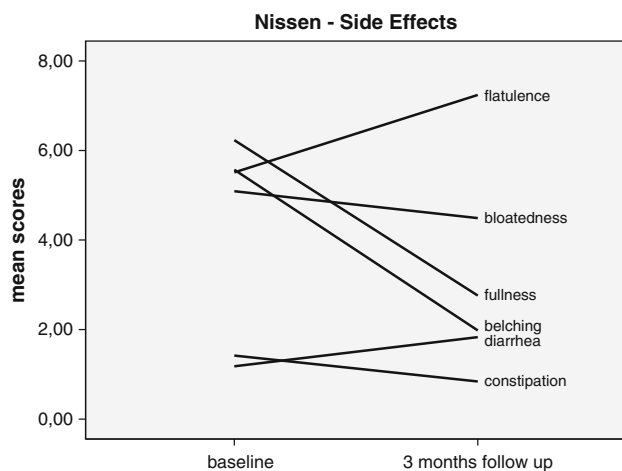 Nissen - Side Effects
8,00
6,00
4,00
2,00
0,00
mean scores
flatulence
bloatedness
fullness
belching
diarrhea
constipation
baseline
3 months follow up